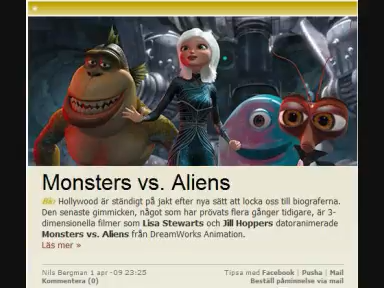 Monsters vs. Aliens
Hollywood är ständigt på jakt efter nya sätt att locka oss till biograferna.
Den senaste gimmicken, något som har prövats flera gånger tidigare, är 3-
dimensionella filmer som Lisa Stewarts och Jill Hoppers datoranimerade
Monsters vs. Aliens från DreamWorks Animation.
Läs mer »
Nils Bergman 1 apr -09 23:25
Tipsa med Facebook | Pusha | Mail
Kommentera (0)
Beställ påminnelse via mail